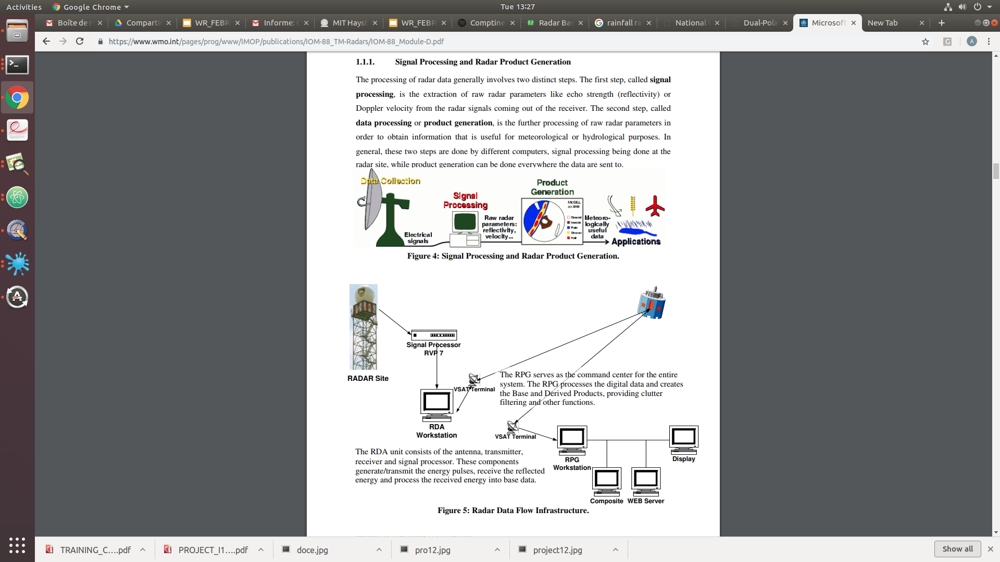 Activities
Google Chrome
Tue 13:27
Boîte de r
Comparti
WR_FEBR
Informe: C
MIT Hayst
WR_FEBR
Comptine
Radar Bas
rainfall ra
National
Dual-Pola
Microsoft
New Tab
https://www.wmo.int/pages/prog/www/IMOP/publications/IOM-88_TM-Radars/IOM-88_Module-D.pdf
A
1.1.1. Signal Processing and Radar Product Generation
The processing of radar data generally involves two distinct steps. The first step, called signal
processing, is the extraction of raw radar parameters like echo strength (reflectivity) or
Doppler velocity from the radar signals coming out of the receiver. The second step, called
data processing or product generation, is the further processing of raw radar parameters in
order to obtain information that is useful for meteorological or hydrological purposes. In
general, these two steps are done by different computers, signal processing being done at the
radar site, while product generation can be done everywhere the data are sent to.
Data Collection
Signal
Processing
Product
Generation
McGILL
(c) 2000
Ground
Insects
Rain
Shower
Hail
Electrical
signals
Raw radar
parameters:
reflectivity,
velocity...
Meteoro-
logically
useful
data
Applications
Figure 4: Signal Processing and Radar Product Generation.
Signal Processor
RVP 7
RADAR Site
VSAT Terminal
The RPG serves as the command center for the entire
system. The RPG processes the digital data and creates
the Base and Derived Products, providing clutter
filtering and other functions.
RDA
Workstation
VSAT Terminal
The RDA unit consists of the antenna, transmitter,
receiver and signal processor. These components
generate/transmit the energy pulses, receive the reflected
energy and process the received energy into base data.
RPG
Workstation
Display
Composite
WEB Server
Figure 5: Radar Data Flow Infrastructure.
TRAINING_C....pdf
PROJECT_I1....pdf
doce.jpg
pro12.jpg
project12.jpg
Show all